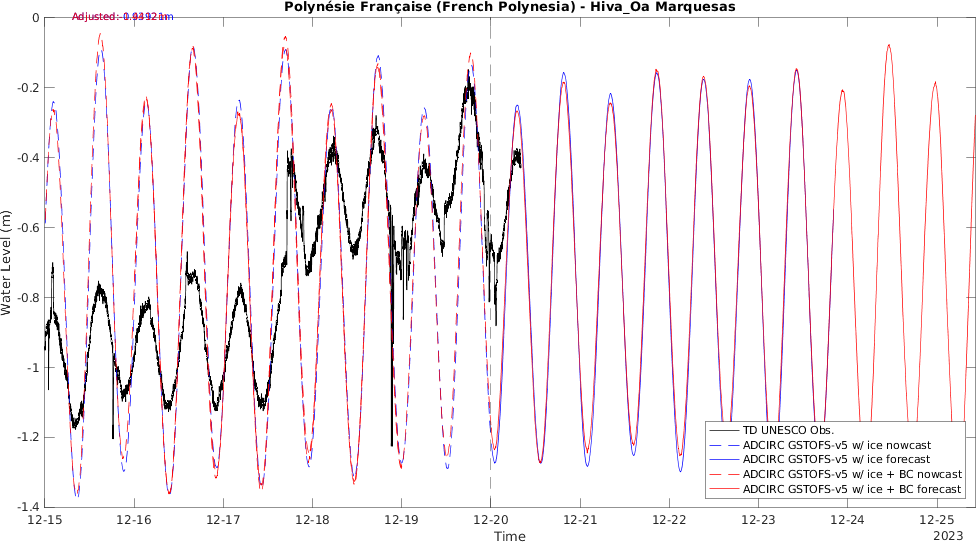 Polynésie Française (French Polynesia) - Hiva_Oa Marquesas
Adjusted:
0
-0.2
-0.4
-0.6
-0.8
-1
-1.2
-1.4
Water Level (m)
12-15
12-16
12-17
12-18
12-19
12-20
12-21
12-22
12-23
12-24
12-25
Time
2023
TD UNESCO Obs.
ADCIRC GSTOFS-v5 w/ ice nowcast
ADCIRC GSTOFS-v5 w/ ice forecast
ADCIRC GSTOFS-v5 w/ ice + BC nowcast
ADCIRC GSTOFS-v5 w/ ice + BC forecast